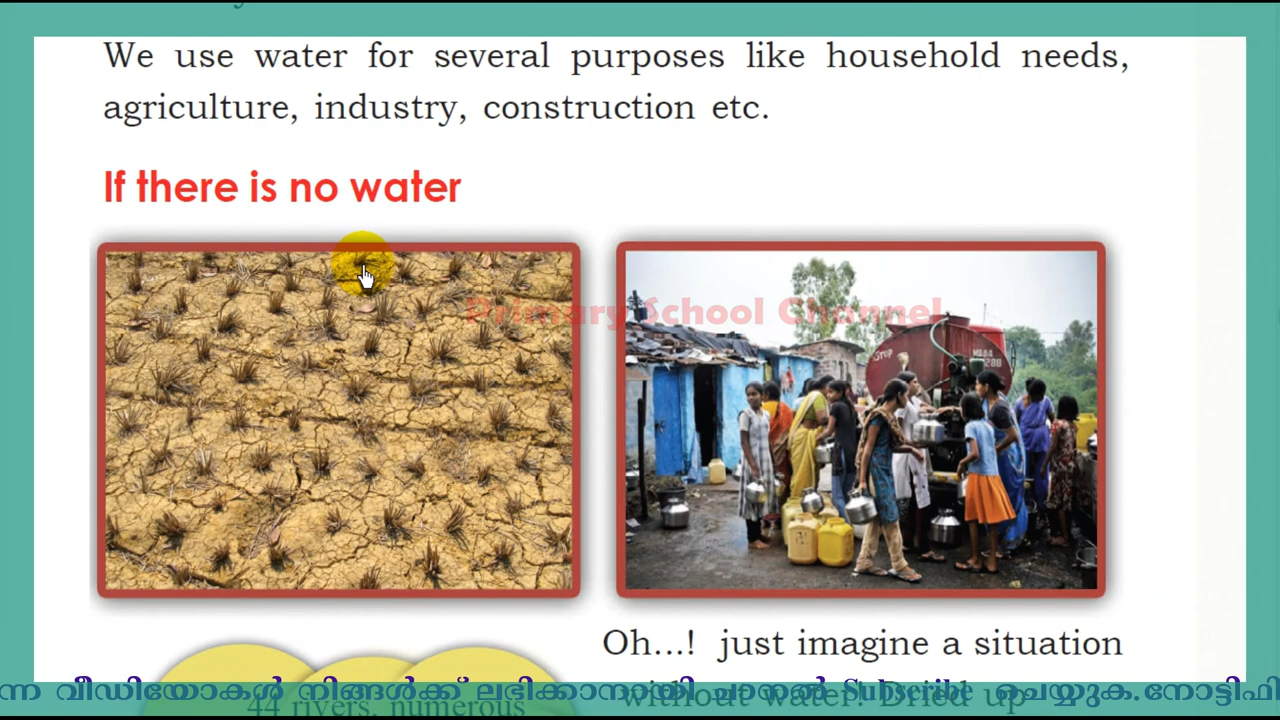 We use water for several purposes like household needs,
agriculture, industry, construction etc.
If there is no water
Primary School Channel
STOP
Oh...! just imagine a situation
without water! Dried up
44 rivers, numerous
ന്ന വീഡിയോകൾ നിങ്ങൾക്ക് ലഭിക്കാനായി ചാനൽ Subscribe ചെയ്യുക.നോട്ടിഫി